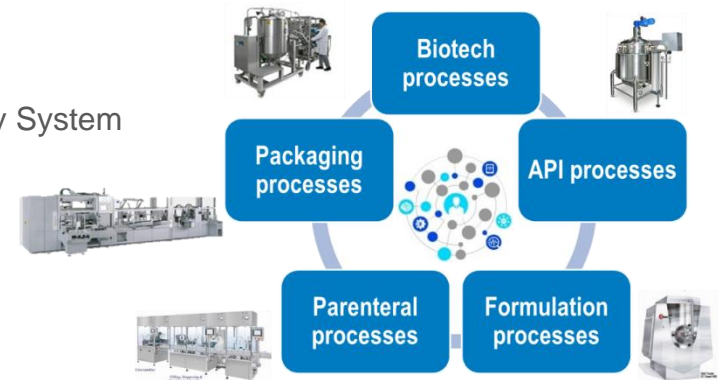 Biotech
processes
y System
Packaging
processes
API processes
Parenteral
processes
Formulation
processes